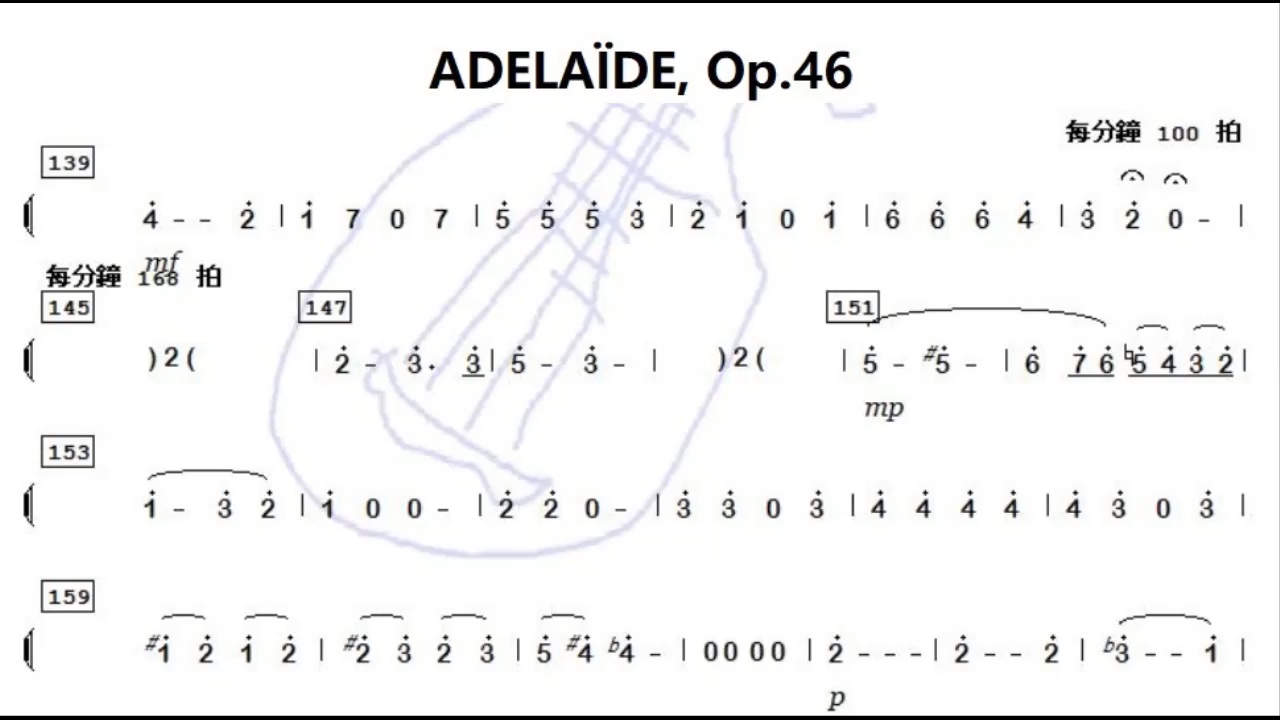 ADELAÏDE, Op.46
每分鐘 100 拍
139
4 - - 2 | 1 7 0 7 | 5 5 5 3 | 2 1 0 1 | 6 6 6 4 | 3 2 0 - |
mf
每分鐘 168 拍
145 147 151
)2( | 2 - 3. 3 | 5 - 3 - | )2( | 5 - #5 - | 6 7 6 ♮5 4 3 2 |
mp
153
1 - 3 2 | 1 0 0 - | 2 2 0 - | 3 3 0 3 | 4 4 4 4 | 4 3 0 3 |
159
#1 2 1 2 | #2 3 2 3 | 5 #4 b4 - | 0 0 0 0 | 2 - - - | 2 - - 2 | b3 - - 1 |
p